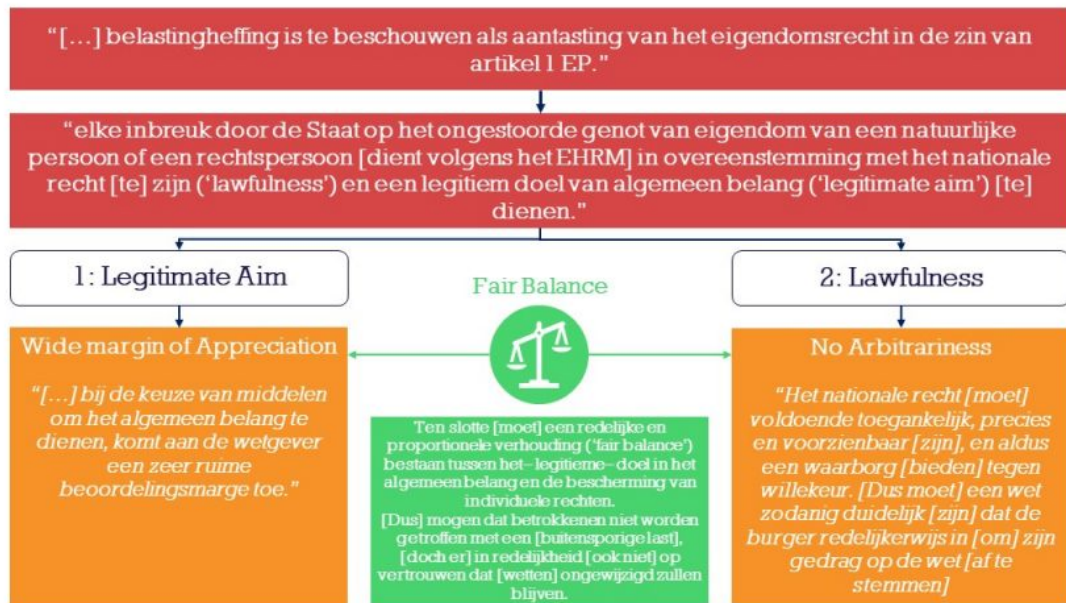 “[…] belastingheffing is te beschouwen als aantasting van het eigendomsrecht in de zin van
artikel 1 EP.”
“elke inbreuk door de Staat op het ongestoorde genot van eigendom van een natuurlijke
persoon of een rechtspersoon [dient volgens het EHRM] in overeenstemming met het nationale
recht [te] zijn (‘lawfulness’) en een legitiem doel van algemeen belang (‘legitimate aim’) [te]
dienen.”
1: Legitimate Aim
Wide margin of Appreciation
“[…] bij de keuze van middelen
om het algemeen belang te
dienen, komt aan de wetgever
een zeer ruime
beoordelingsmarge toe.”
Fair Balance
Ten slotte [moet] een redelijke en
proportionele verhouding (‘fair balance’)
bestaan tussen het–legitieme–doel in het
algemeen belang en de bescherming van
individuele rechten.
[Dus] mogen dat betrokkenen niet worden
getroffen met een [buitensporige last],
[doch er] in redelijkheid [ook niet] op
vertrouwen dat [wetten] ongewijzigd zullen
blijven.
2: Lawfulness
No Arbitrariness
“Het nationale recht [moet]
voldoende toegankelijk, precies
en voorzienbaar [zijn], en aldus
een waarborg [bieden] tegen
willekeur. [Dus moet] een wet
zodanig duidelijk [zijn] dat de
burger redelijkerwijs in [om] zijn
gedrag op de wet [af te
stemmen]